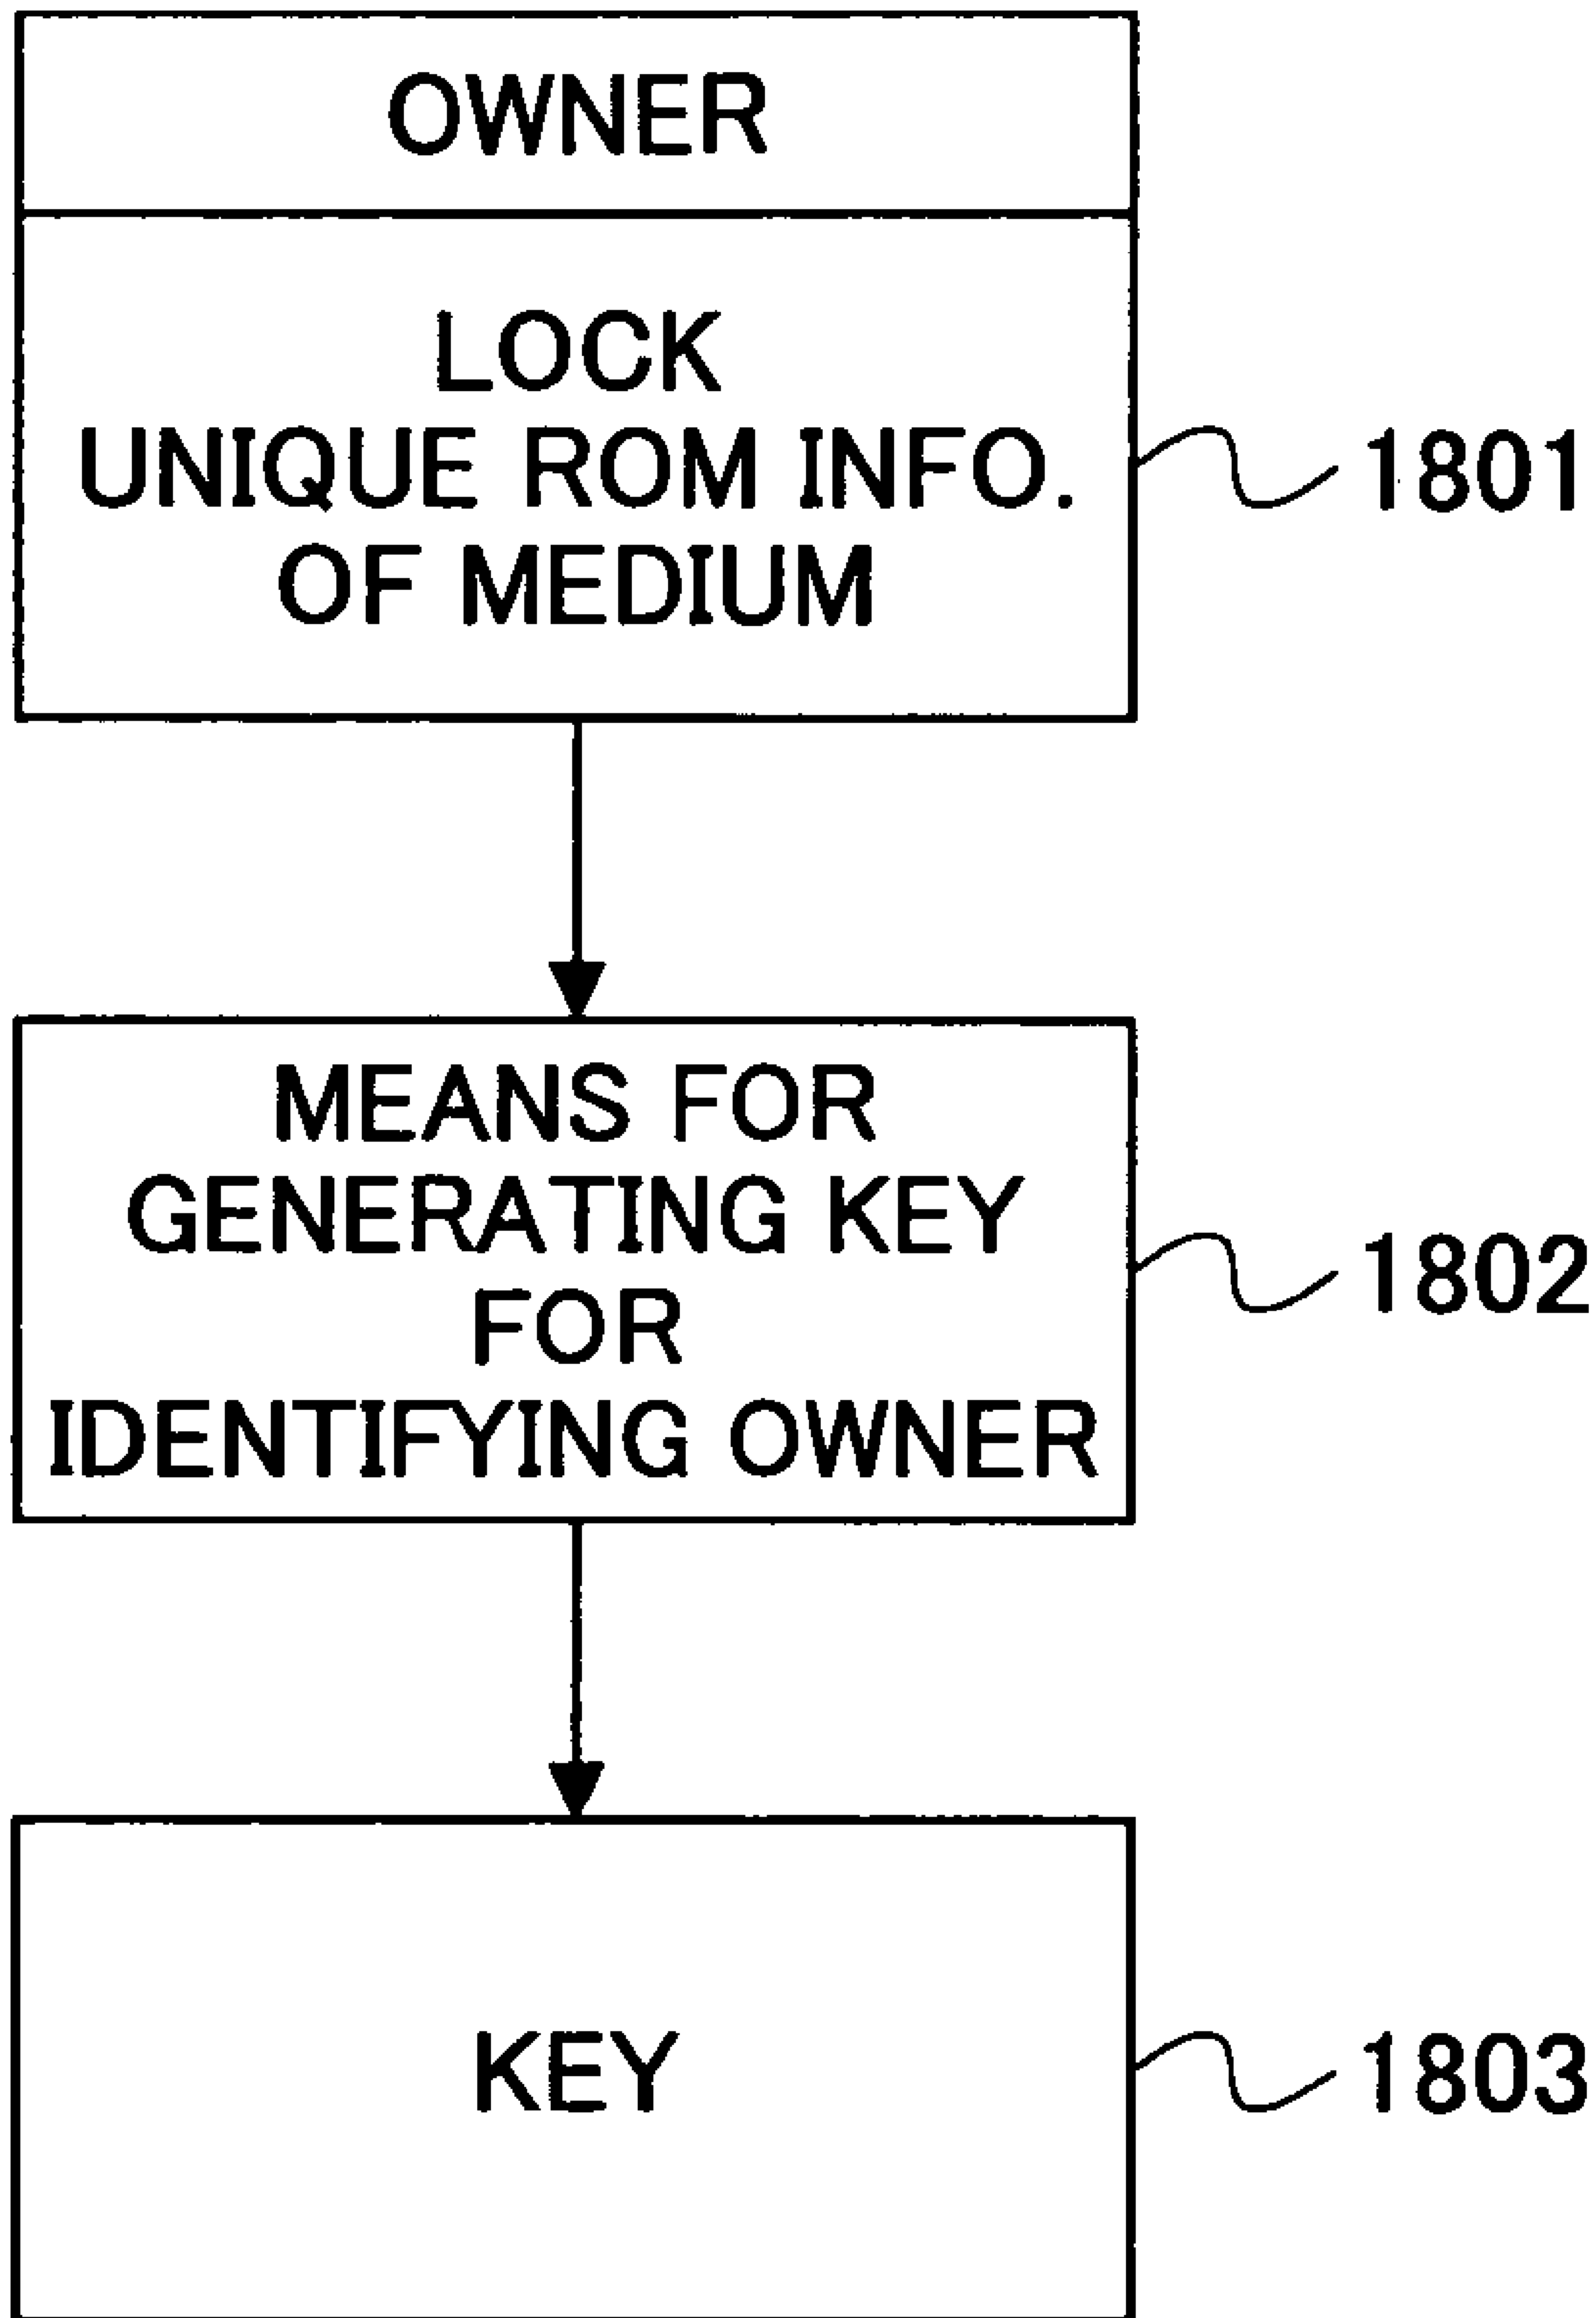 OWNER
LOCK
UNIQUE ROM INFO.
OF MEDIUM
1801
MEANS FOR
GENERATING KEY
FOR
IDENTIFYING OWNER
1802
KEY
1803